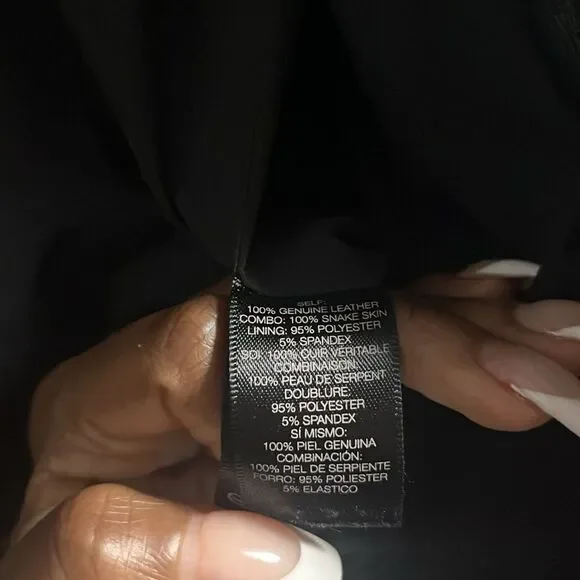 SELF:
100% GENUINE LEATHER
COMBO: 100% SNAKE SKIN
LINING: 95% POLYESTER
5% SPANDEX
SOI: 100% CUIR VÉRITABLE
COMBINAISON:
100% PEAU DE SERPENT
DOUBLURE:
95% POLYESTER
5% SPANDEX
SÍ MISMO:
100% PIEL GENUINA
COMBINACIÓN:
100% PIEL DE SERPIENTE
FORRO: 95% POLIESTER
5% ELASTICO